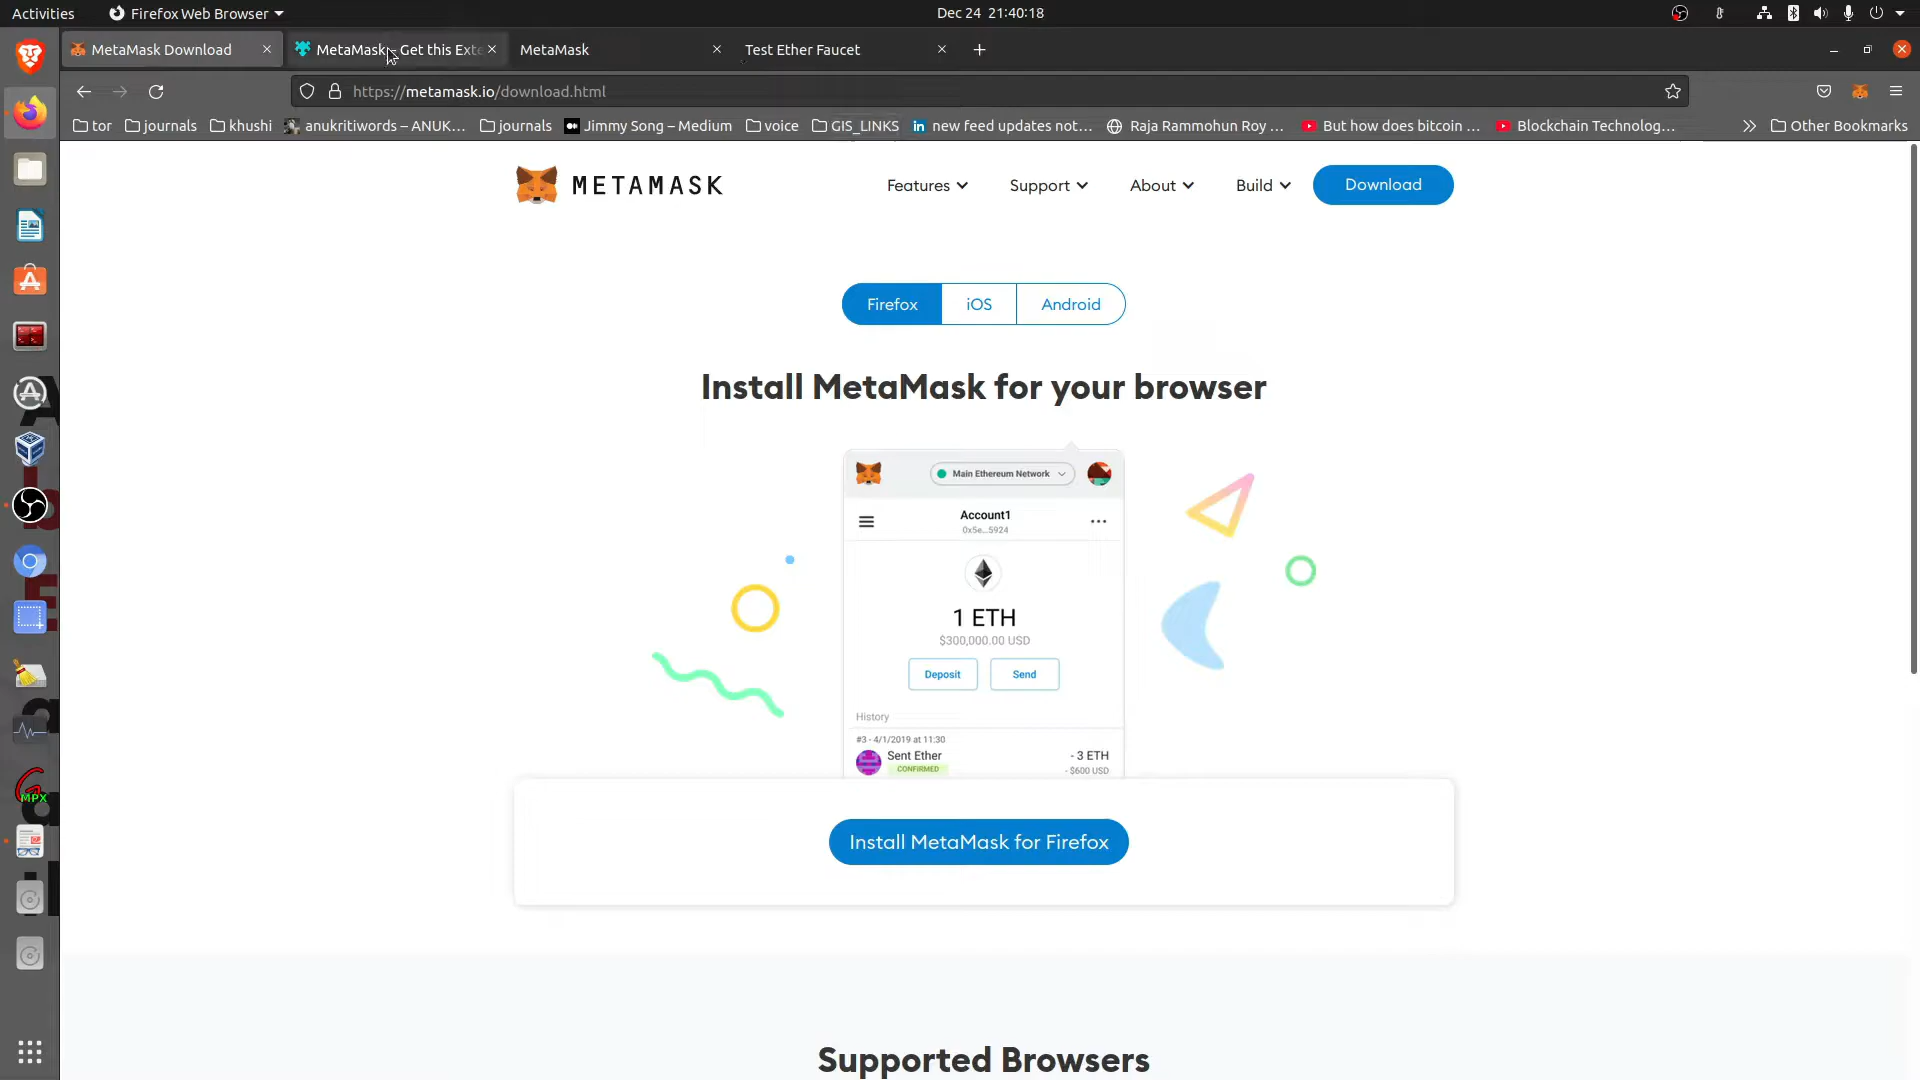 Activities
Firefox Web Browser
Dec 24 21:40:18
MetaMask Download
MetaMask - Get this Exte
MetaMask
Test Ether Faucet
https://metamask.io/download.html
tor
journals
khushi
anukritiwords – ANUK...
journals
Jimmy Song – Medium
voice
GIS_LINKS
new feed updates not...
Raja Rammohun Roy ...
But how does bitcoin ...
Blockchain Technolog...
Other Bookmarks
METAMASK
Features
Support
About
Build
Download
Firefox
iOS
Android
Install MetaMask for your browser
Main Ethereum Network
Account1
0x5e...5924
1 ETH
$300,000.00 USD
Deposit
Send
History
#3 - 4/1/2019 at 11:30
Sent Ether
- 3 ETH
CONFIRMED
- $600 USD
Install MetaMask for Firefox
MPX
Supported Browsers